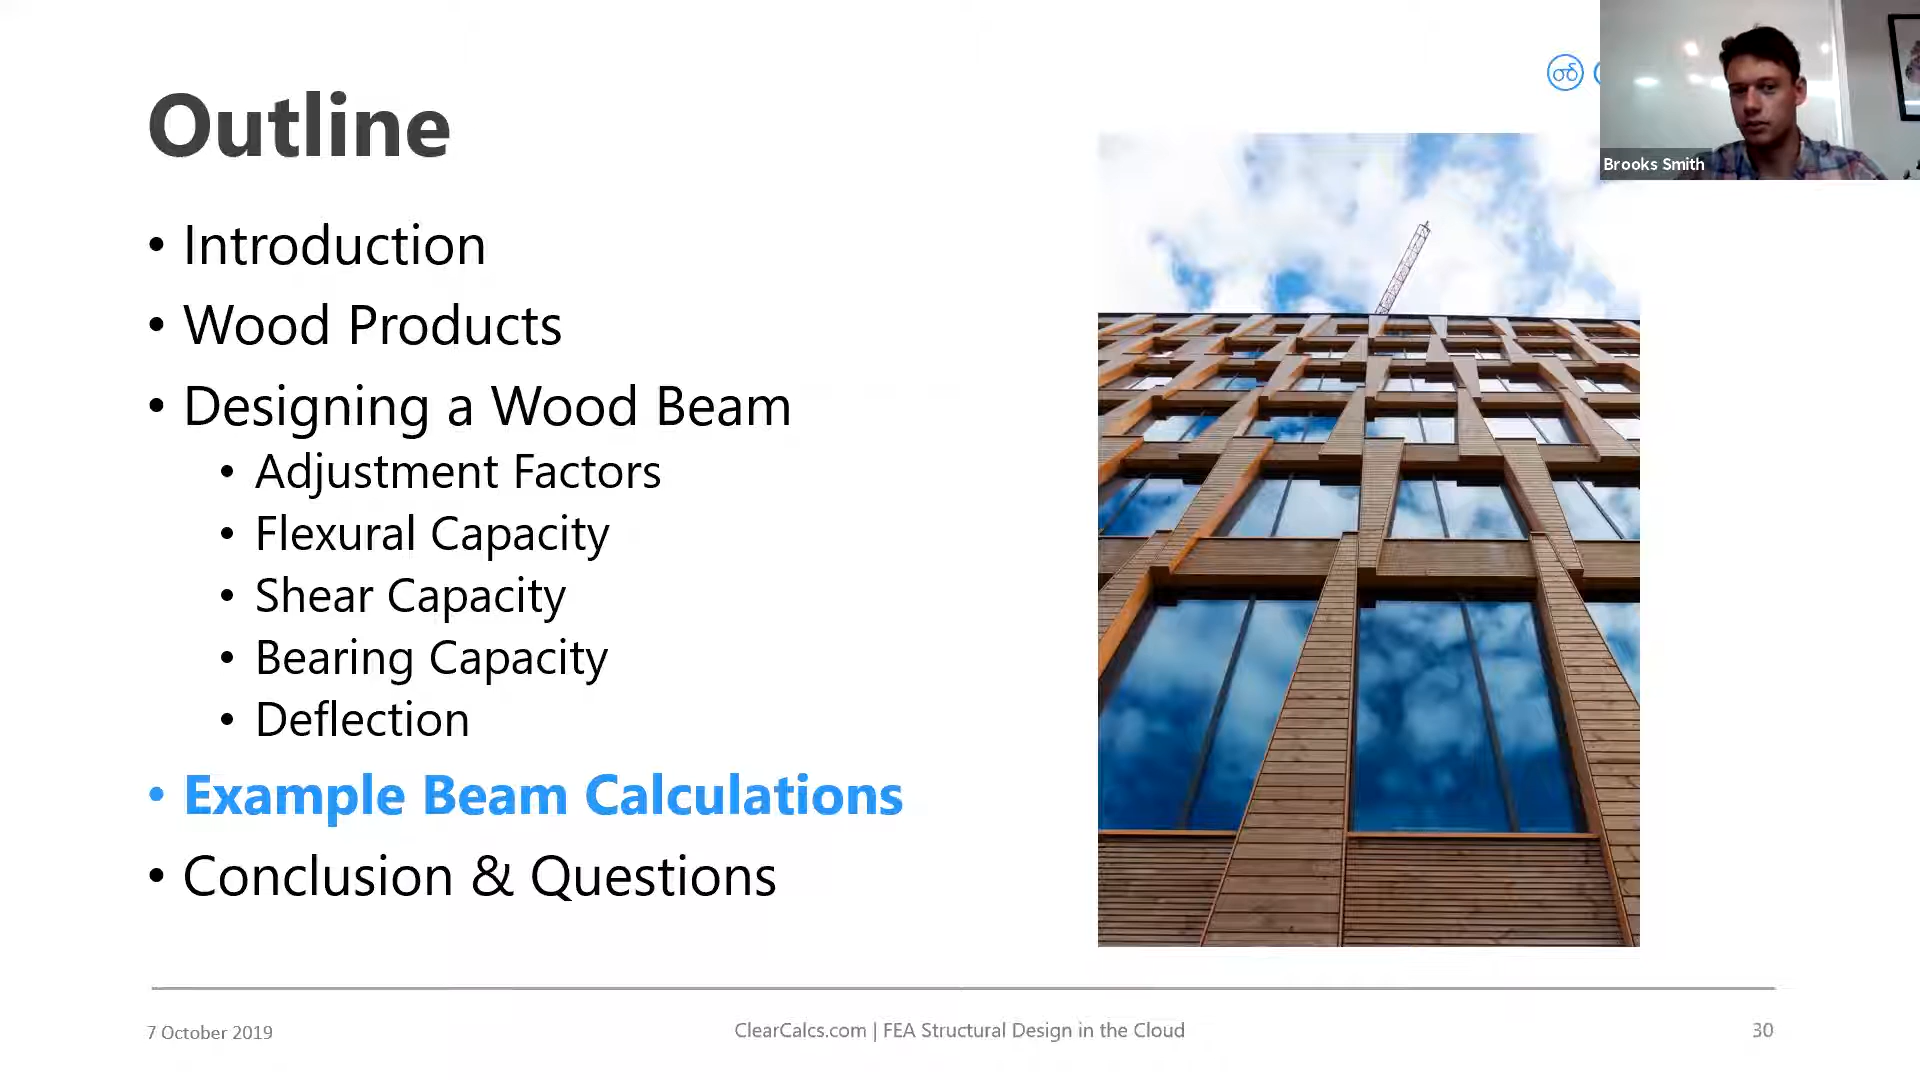 Outline
Brooks Smith
• Introduction
• Wood Products
• Designing a Wood Beam
• Adjustment Factors
• Flexural Capacity
• Shear Capacity
• Bearing Capacity
• Deflection
• Example Beam Calculations
• Conclusion & Questions
7 October 2019
ClearCalcs.com | FEA Structural Design in the Cloud
30